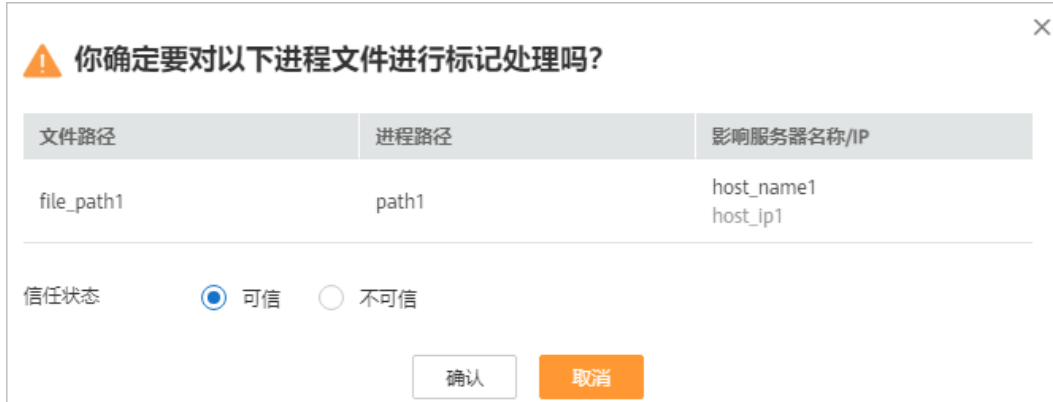 你确定要对以下进程文件进行标记处理吗?
文件路径 进程路径 影响服务器名称/IP
file_path1 path1 host_name1
host_ip1
信任状态 可信 不可信
确认 取消